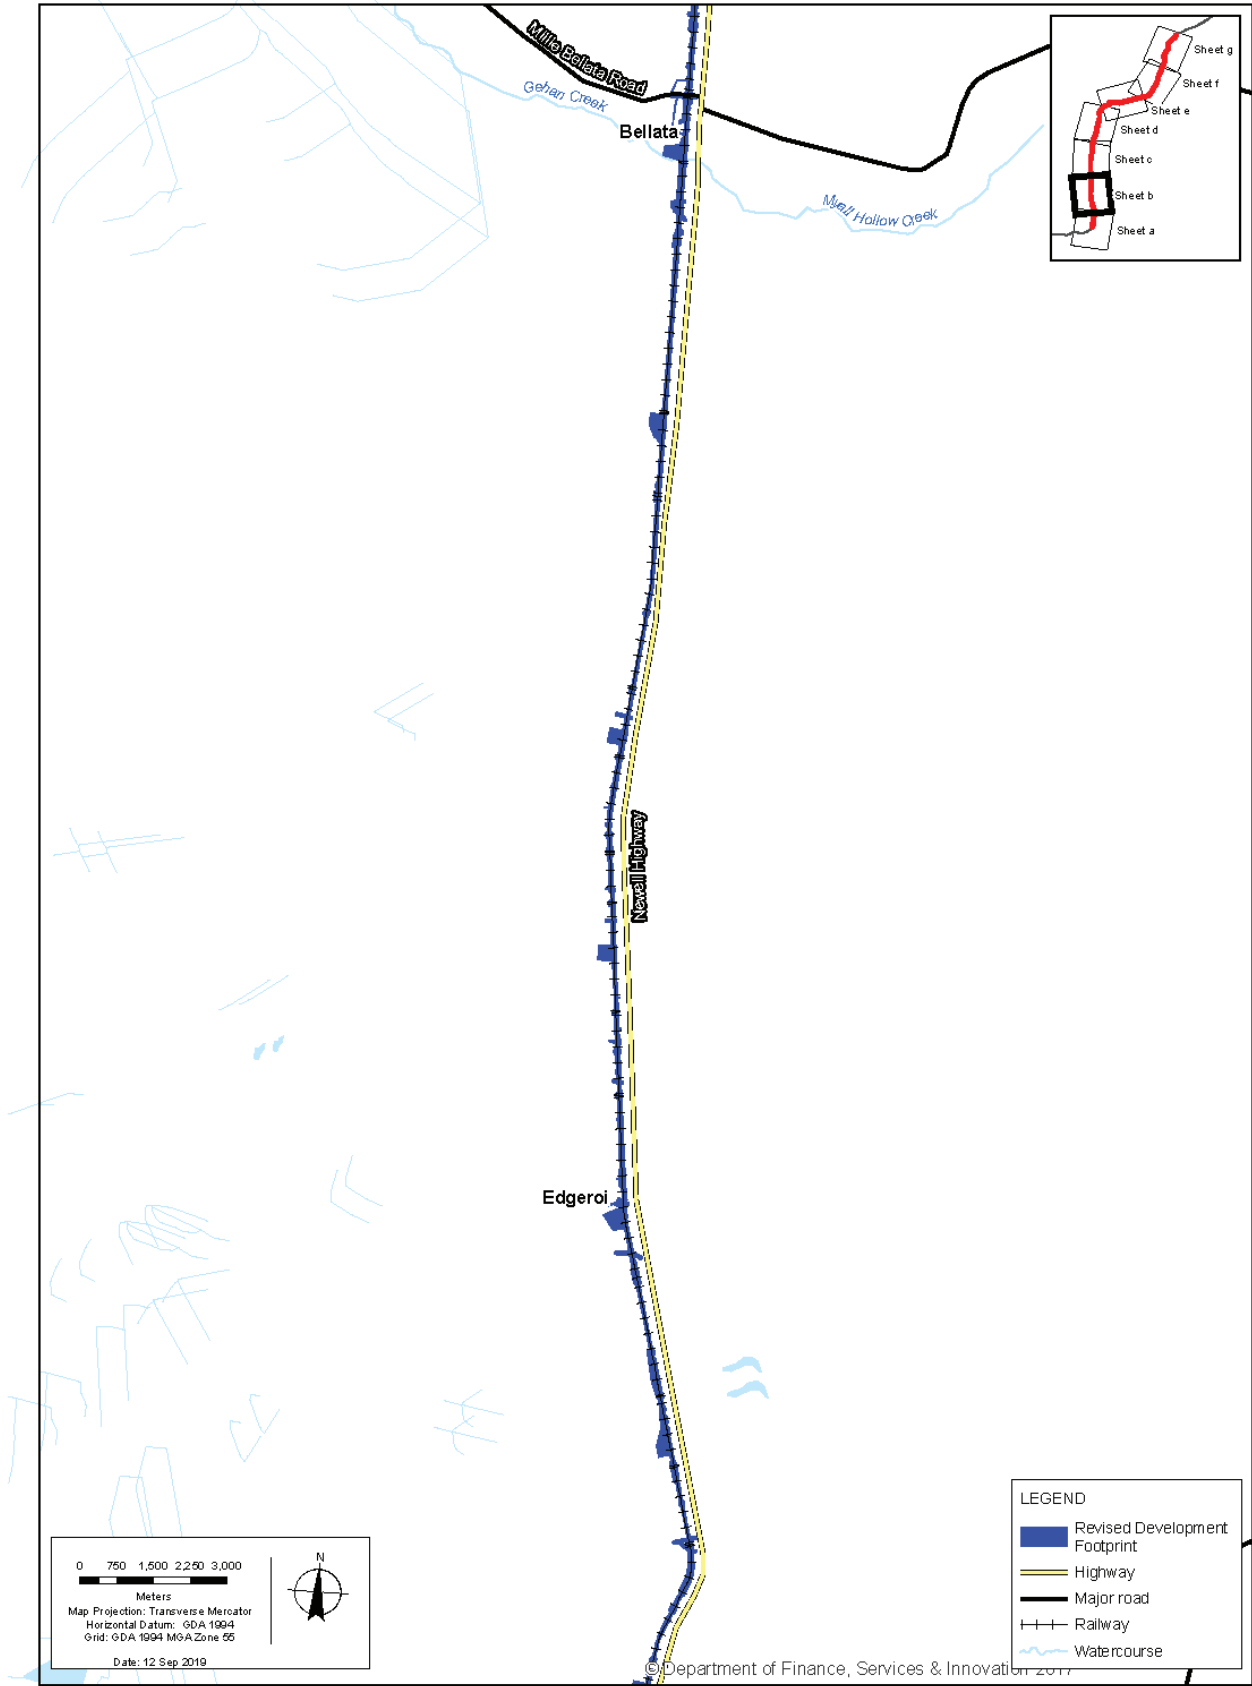 Millie Bellata Road
Gehan Creek
Bellata
Myall Hollow Creek
Sheet g
Sheet f
Sheet e
Sheet d
Sheet c
Sheet b
Sheet a
Newell Highway
Edgeroi
LEGEND
Revised Development
Footprint
Highway
Major road
Railway
Watercourse
0 750 1,500 2,250 3,000
Meters
Map Projection: Transverse Mercator
Horizontal Datum: GDA 1994
Grid: GDA 1994 MGA Zone 55
Date: 12 Sep 2019
N
© Department of Finance, Services & Innovation 2017